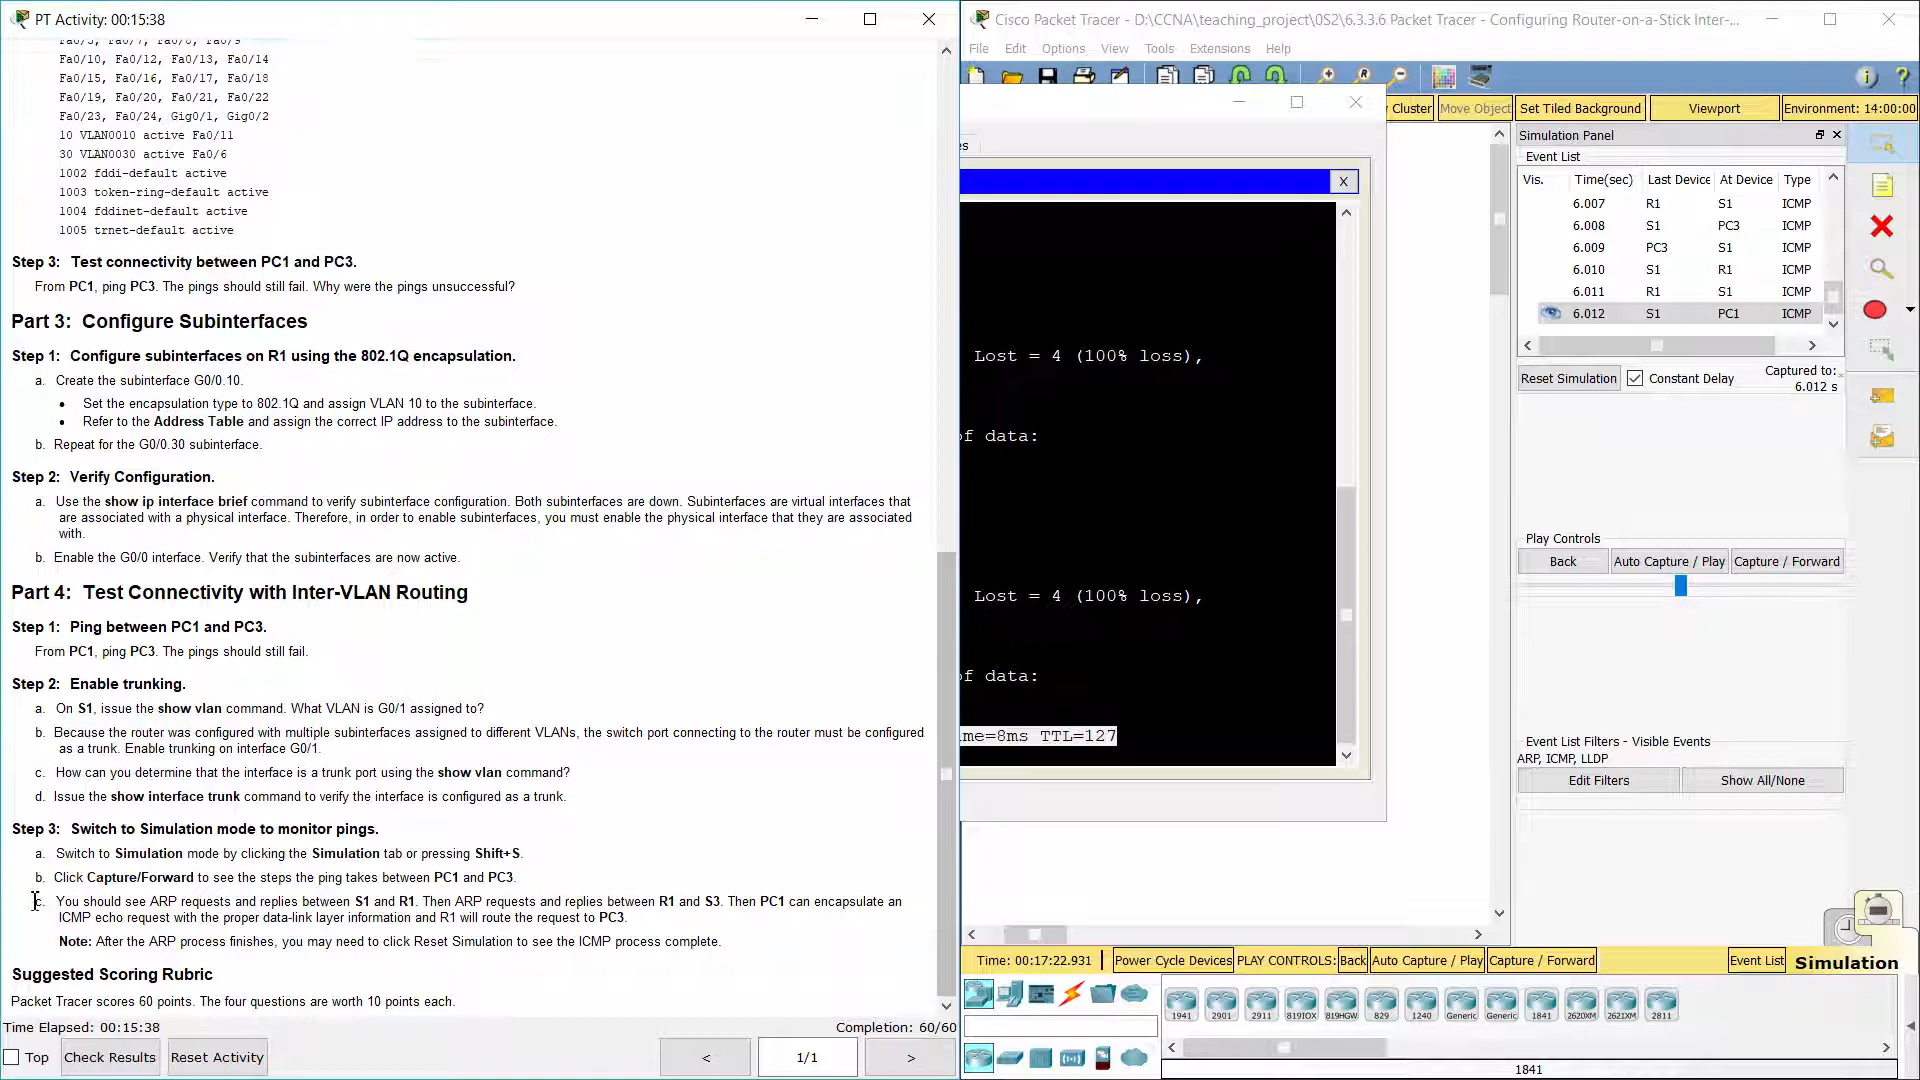 PT Activity: 00:15:38
Fa0/10, Fa0/12, Fa0/13, Fa0/14
Fa0/15, Fa0/16, Fa0/17, Fa0/18
Fa0/19, Fa0/20, Fa0/21, Fa0/22
Fa0/23, Fa0/24, Gig0/1, Gig0/2
10 VLAN0010 active Fa0/11
30 VLAN0030 active Fa0/6
1002 fddi-default active
1003 token-ring-default active
1004 fddinet-default active
1005 trnet-default active
Step 3: Test connectivity between PC1 and PC3.
From PC1, ping PC3. The pings should still fail. Why were the pings unsuccessful?
Part 3: Configure Subinterfaces
Step 1: Configure subinterfaces on R1 using the 802.1Q encapsulation.
a. Create the subinterface G0/0.10.
• Set the encapsulation type to 802.1Q and assign VLAN 10 to the subinterface.
• Refer to the Address Table and assign the correct IP address to the subinterface.
b. Repeat for the G0/0.30 subinterface.
Step 2: Verify Configuration.
a. Use the show ip interface brief command to verify subinterface configuration. Both subinterfaces are down. Subinterfaces are virtual interfaces that
are associated with a physical interface. Therefore, in order to enable subinterfaces, you must enable the physical interface that they are associated
with.
b. Enable the G0/0 interface. Verify that the subinterfaces are now active.
Part 4: Test Connectivity with Inter-VLAN Routing
Step 1: Ping between PC1 and PC3.
From PC1, ping PC3. The pings should still fail.
Step 2: Enable trunking.
a. On S1, issue the show vlan command. What VLAN is G0/1 assigned to?
b. Because the router was configured with multiple subinterfaces assigned to different VLANs, the switch port connecting to the router must be configured
as a trunk. Enable trunking on interface G0/1.
c. How can you determine that the interface is a trunk port using the show vlan command?
d. Issue the show interface trunk command to verify the interface is configured as a trunk.
Step 3: Switch to Simulation mode to monitor pings.
a. Switch to Simulation mode by clicking the Simulation tab or pressing Shift+S.
b. Click Capture/Forward to see the steps the ping takes between PC1 and PC3.
c. You should see ARP requests and replies between S1 and R1. Then ARP requests and replies between R1 and S3. Then PC1 can encapsulate an
ICMP echo request with the proper data-link layer information and R1 will route the request to PC3.
Note: After the ARP process finishes, you may need to click Reset Simulation to see the ICMP process complete.
Suggested Scoring Rubric
Packet Tracer scores 60 points. The four questions are worth 10 points each.
Time Elapsed: 00:15:38
Completion: 60/60
Top
Check Results
Reset Activity
<
1/1
>
Cisco Packet Tracer - D:\CCNA\teaching_project\0S2\6.3.3.6 Packet Tracer - Configuring Router-on-a-Stick Inter-...
File Edit Options View Tools Extensions Help
Cluster Move Object Set Tiled Background Viewport Environment: 14:00:00
es
X
Lost = 4 (100% loss),
of data:
Lost = 4 (100% loss),
of data:
me=8ms TTL=127
Simulation Panel
Event List
Vis. Time(sec) Last Device At Device Type
6.007 R1 S1 ICMP
6.008 S1 PC3 ICMP
6.009 PC3 S1 ICMP
6.010 S1 R1 ICMP
6.011 R1 S1 ICMP
6.012 S1 PC1 ICMP
Reset Simulation
Constant Delay
Captured to:
6.012 s
Play Controls
Back Auto Capture / Play Capture / Forward
Event List Filters - Visible Events
ARP, ICMP, LLDP
Edit Filters Show All/None
Time: 00:17:22.931
Power Cycle Devices PLAY CONTROLS: Back Auto Capture / Play Capture / Forward
Event List
Simulation
1941 2901 2911 819IOX 819HGW 829 1240 Generic Generic 1841 2620XM 2621XM 2811
1841